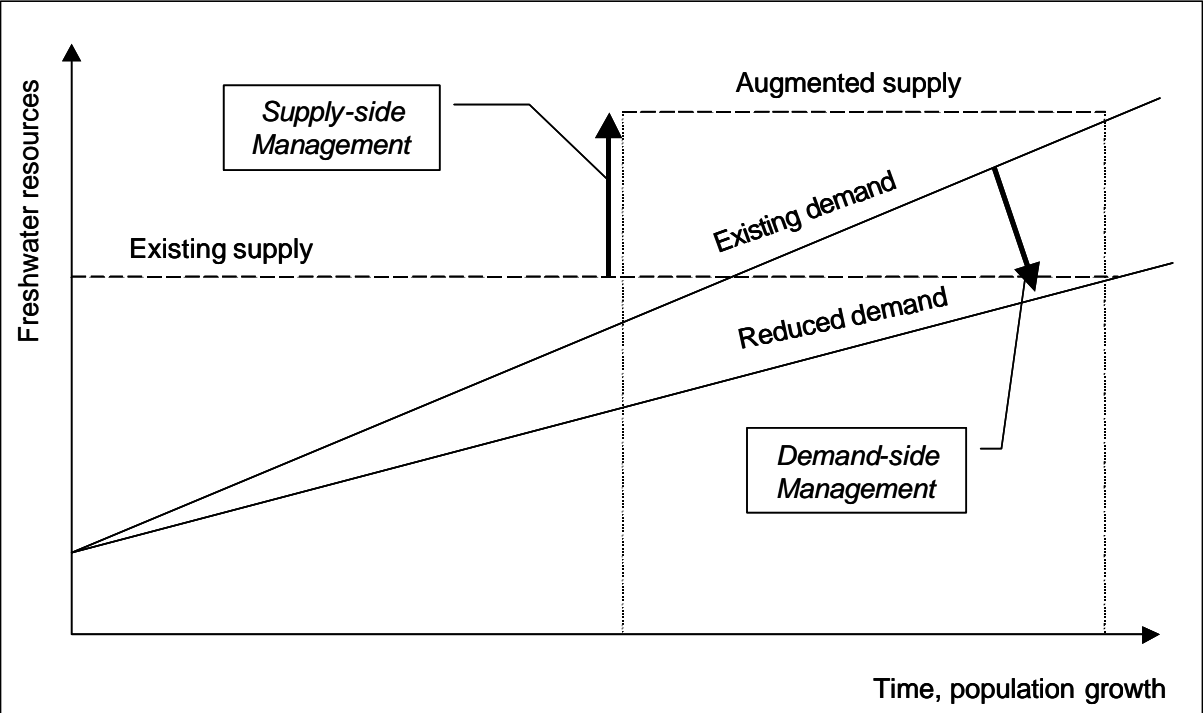 Freshwater resources
Supply-side
Management
Augmented supply
Existing supply
Existing demand
Reduced demand
Demand-side
Management
Time, population growth